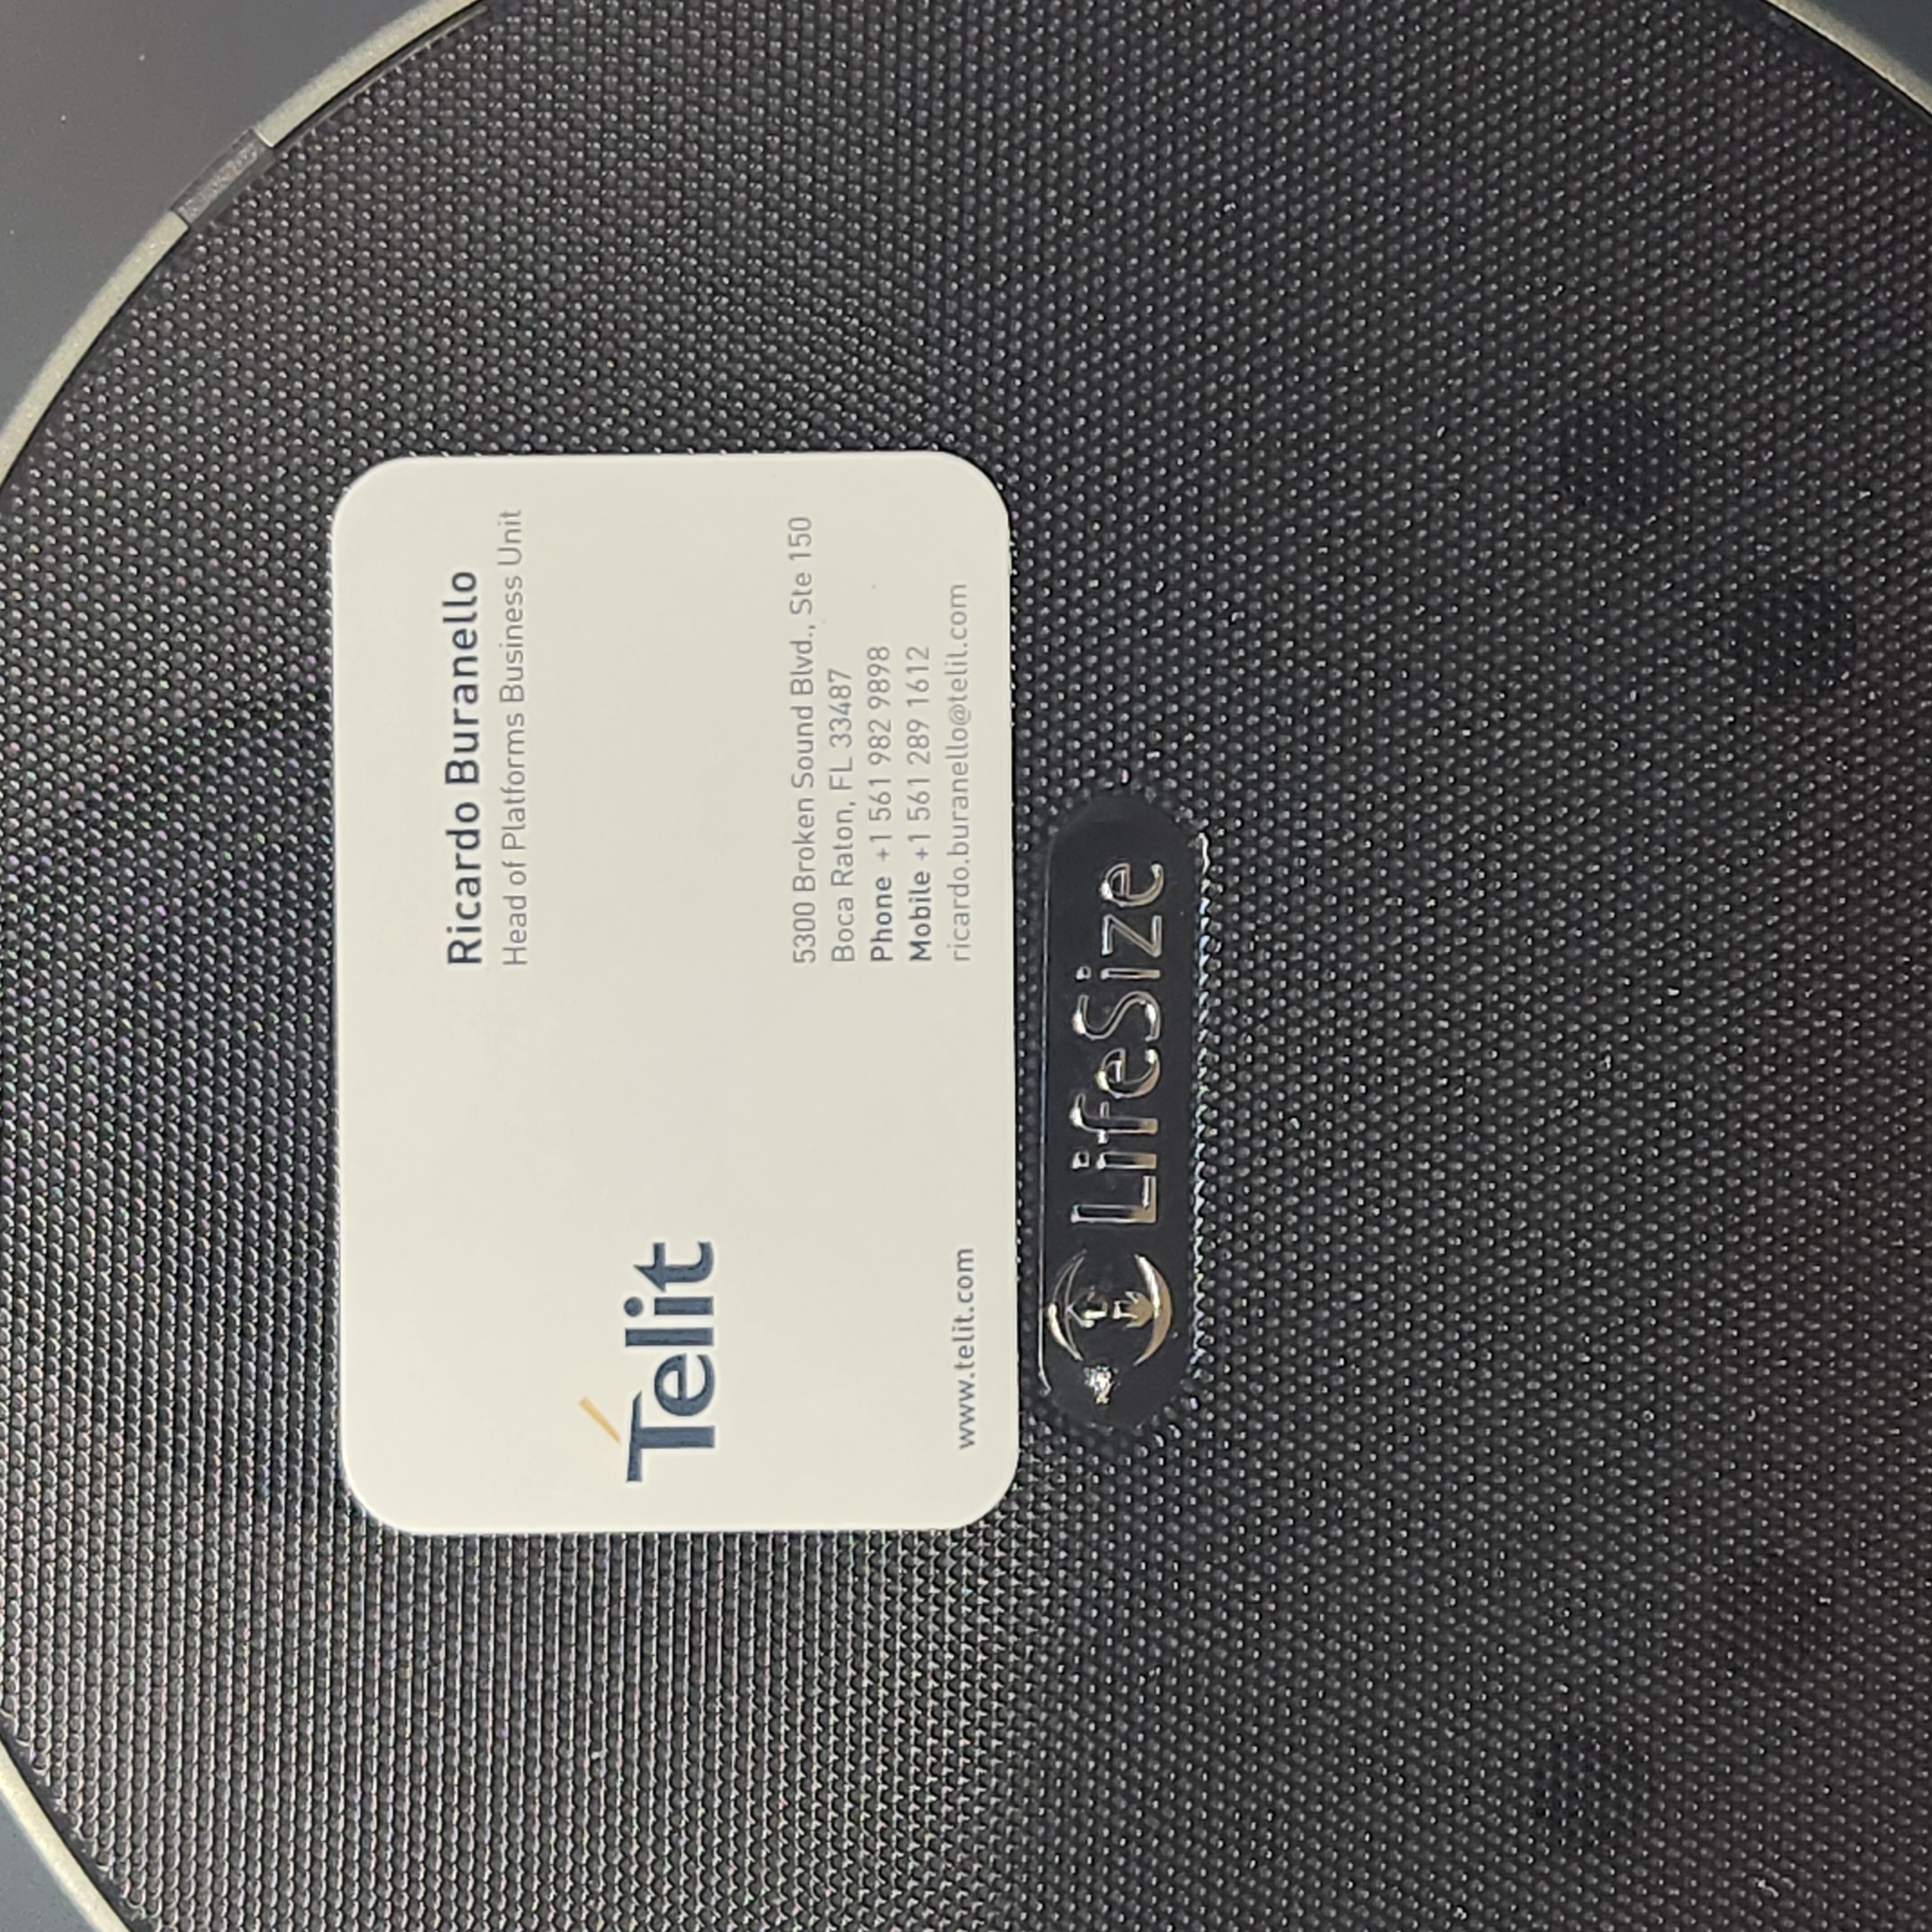 Ricardo Buranello
Head of Platforms Business Unit
Telit
5300 Broken Sound Blvd., Ste 150
Boca Raton, FL 33487
Phone +1 561 982 9898
Mobile +1 561 289 1612
ricardo.buranello@telit.com
www.telit.com
LifeSize